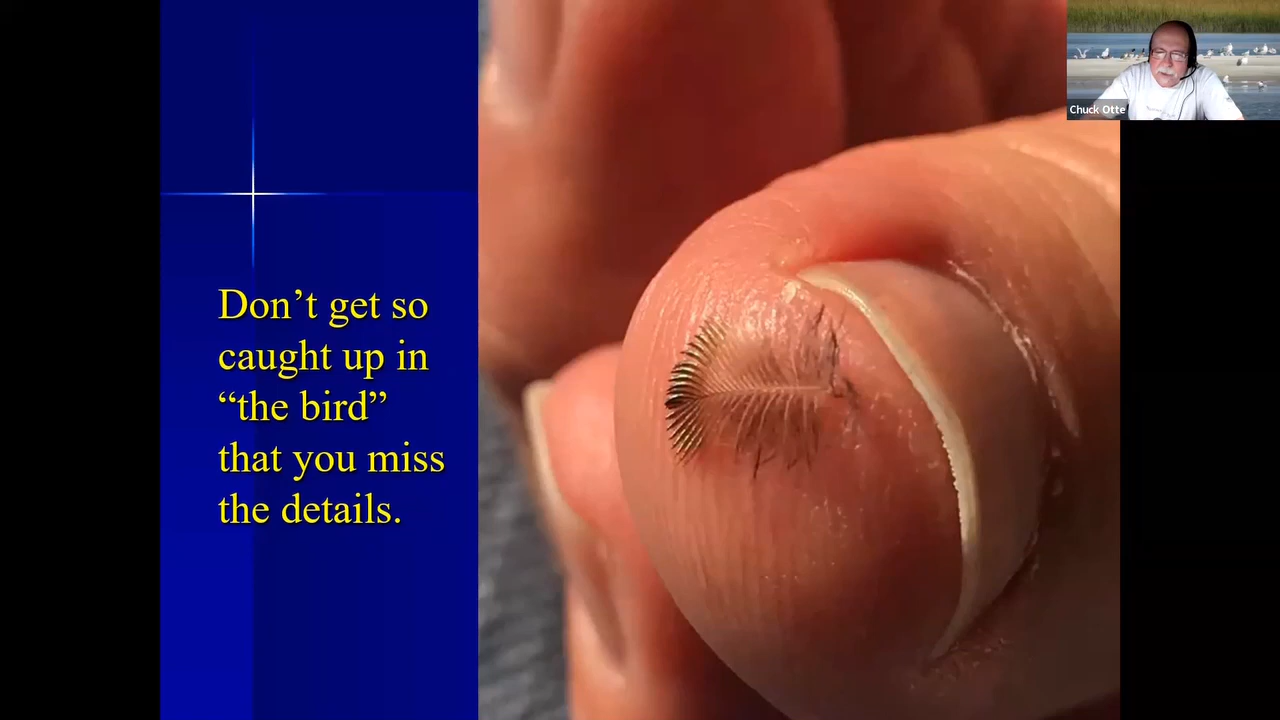 Chuck Otte
Don’t get so
caught up in
“the bird”
that you miss
the details.